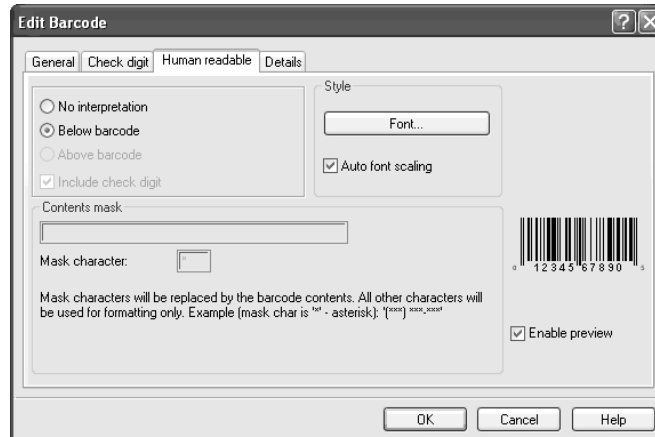 Edit Barcode
General
Check digit
Human readable
Details
No interpretation
Below barcode
Above barcode
Include check digit
Style
Font...
Auto font scaling
Contents mask
Mask character:
*
Mask characters will be replaced by the barcode contents. All other characters will
be used for formatting only. Example (mask char is '*' - asterisk): '(***) ***-***'
0 12345 67890 5
Enable preview
OK
Cancel
Help